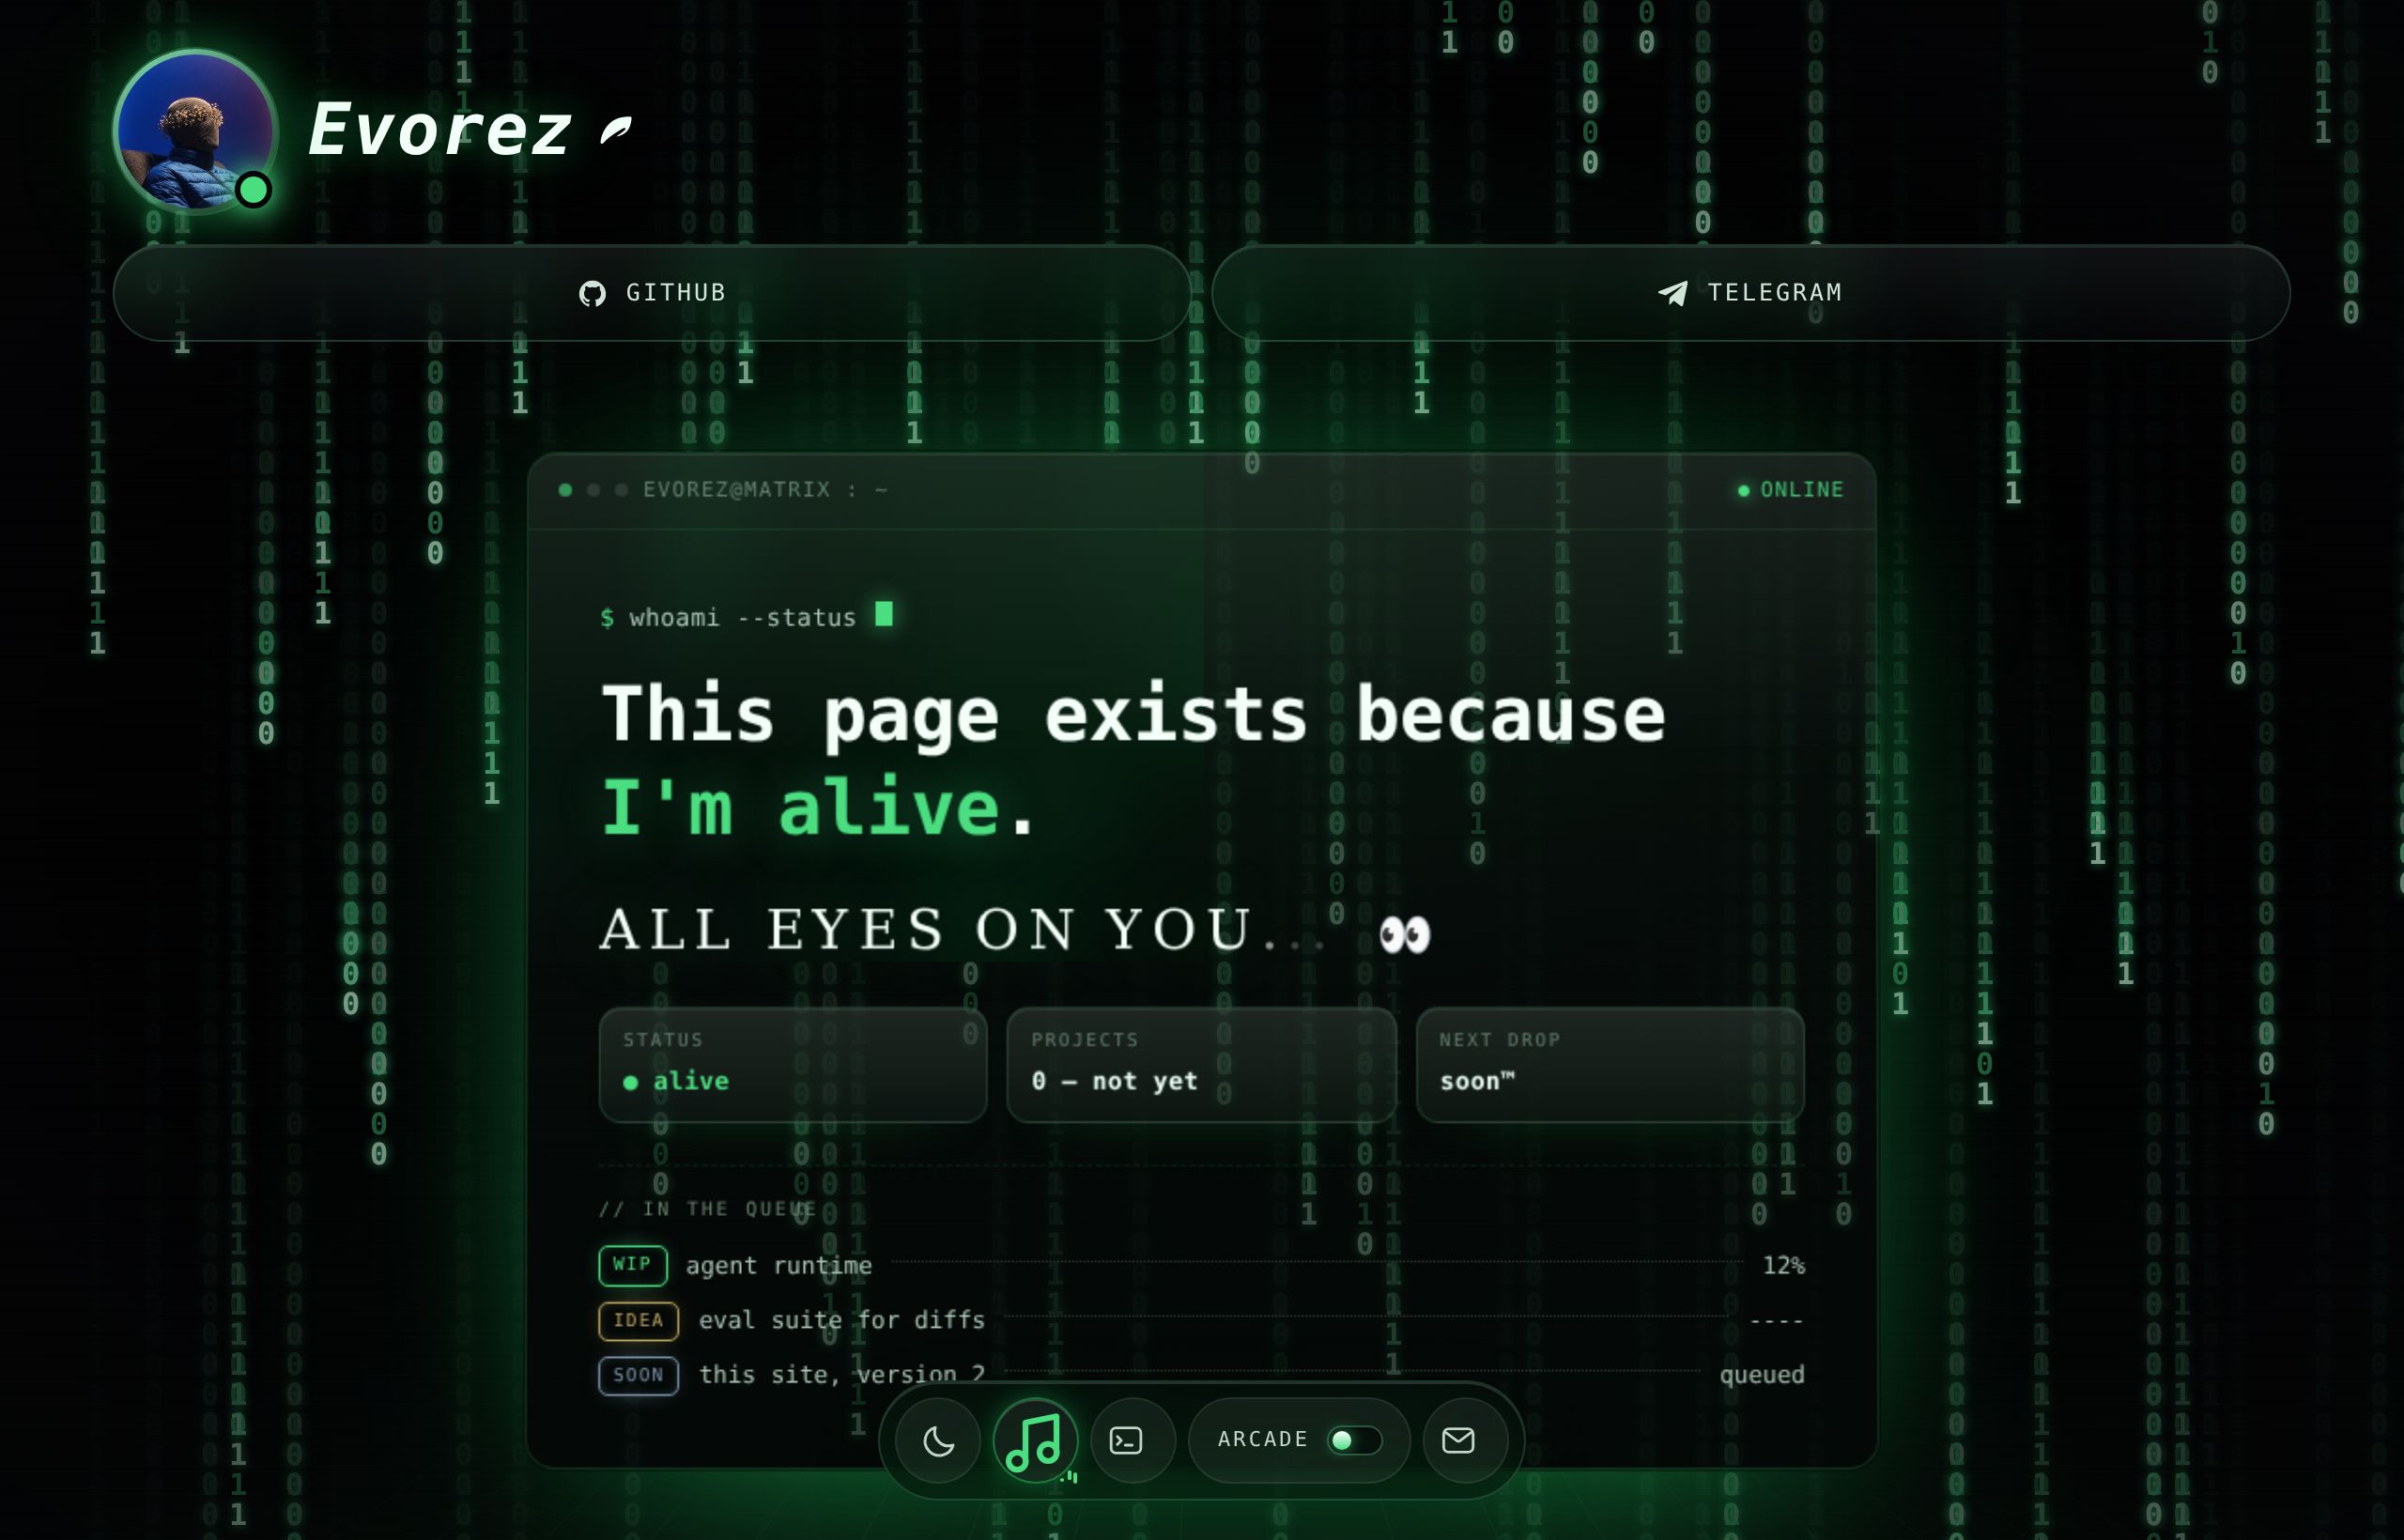 Evorez
GITHUB
TELEGRAM
EVOREZ@MATRIX : ~
ONLINE
$ whoami --status
This page exists because
I'm alive.
ALL EYES ON YOU... 👀
STATUS
alive
PROJECTS
0 — not yet
NEXT DROP
soon™
// IN THE QUEUE
WIP agent runtime 12%
IDEA eval suite for diffs ----
SOON this site, version 2 queued
ARCADE